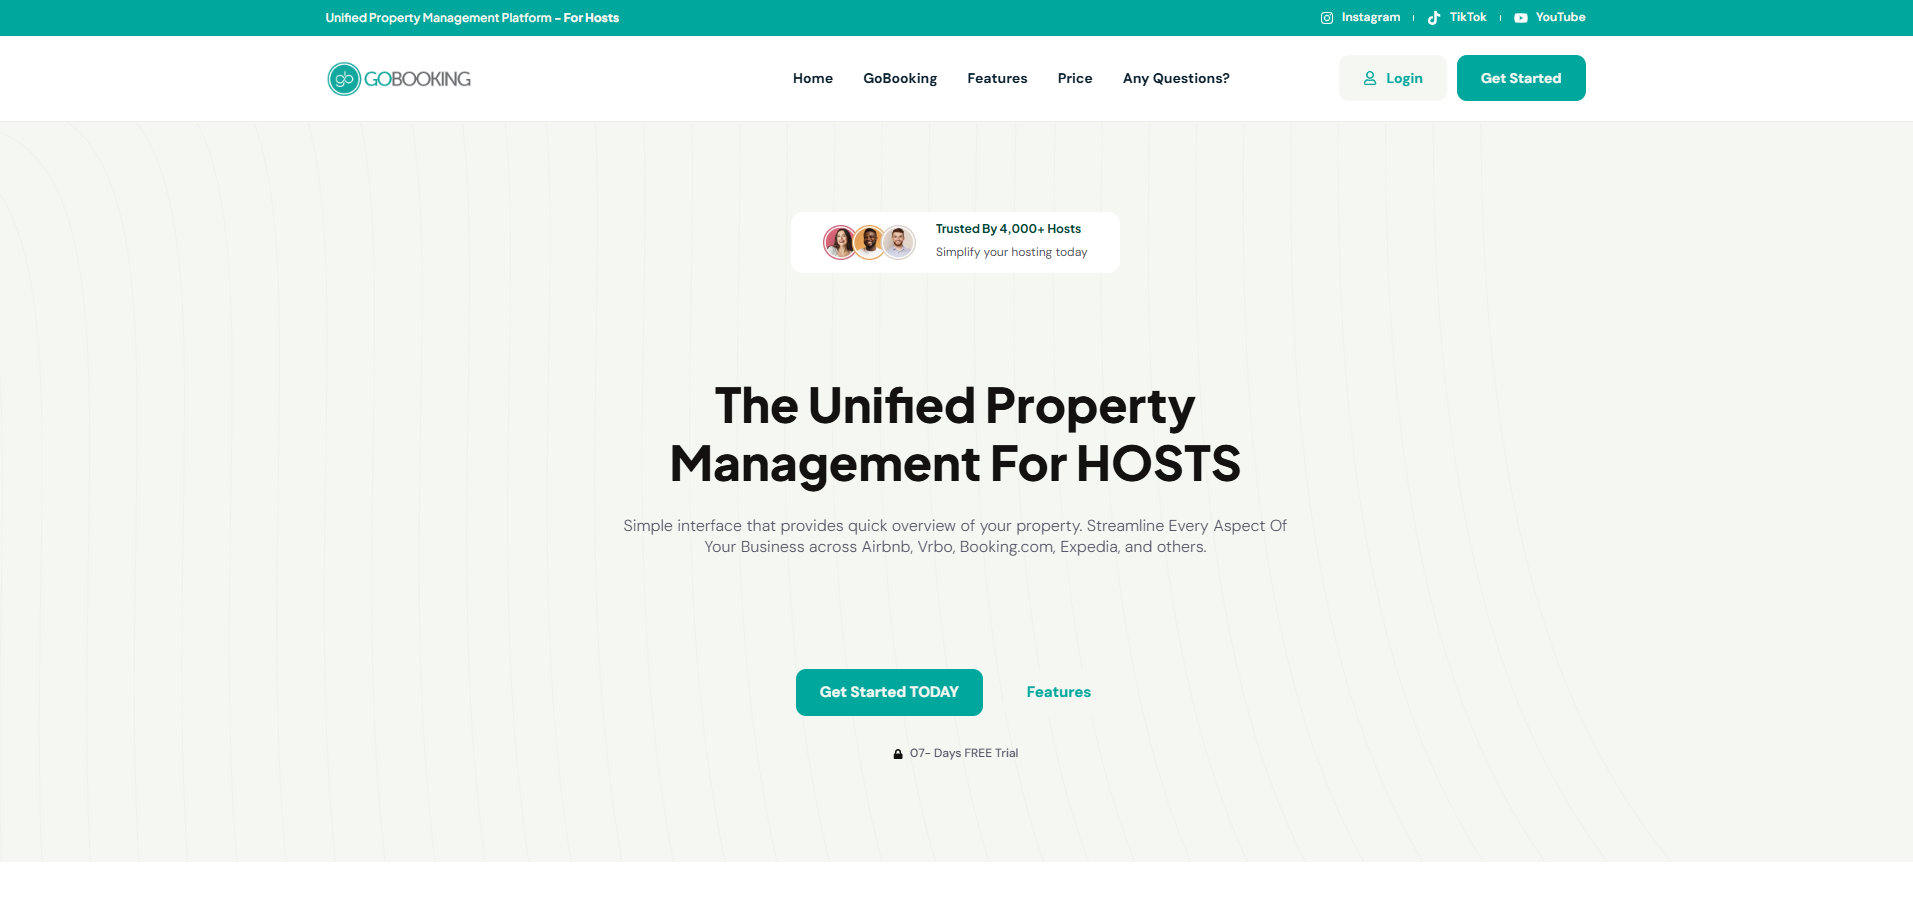 Unified Property Management Platform – For Hosts
Instagram
TikTok
YouTube
gb GOBOOKING
Home
GoBooking
Features
Price
Any Questions?
Login
Get Started
Trusted By 4,000+ Hosts
Simplify your hosting today
The Unified Property
Management For HOSTS
Simple interface that provides quick overview of your property. Streamline Every Aspect Of
Your Business across Airbnb, Vrbo, Booking.com, Expedia, and others.
Get Started TODAY
Features
07- Days FREE Trial